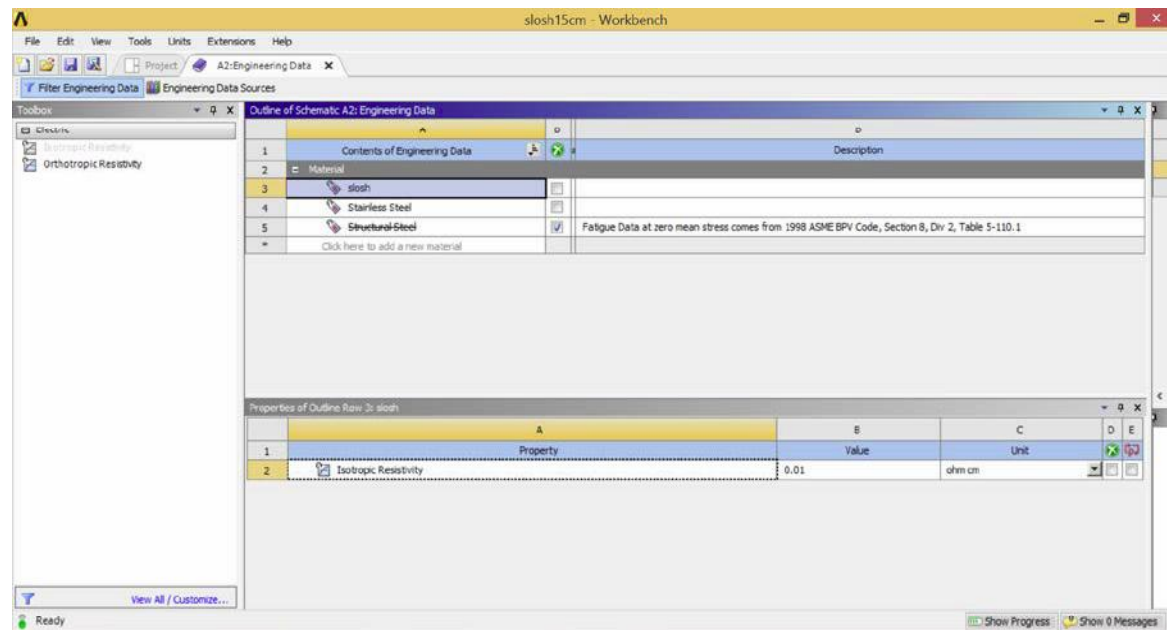 slosh15cm - Workbench
File Edit View Tools Units Extensions Help
Project A2:Engineering Data
Filter Engineering Data Engineering Data Sources
Toolbox
Electric
Isotropic Resistivity
Orthotropic Resistivity
View All / Customize...
Outline of Schematic A2: Engineering Data
A D
1 Contents of Engineering Data Description
2 Material
3 slosh
4 Stainless Steel
5 Structural Steel Fatigue Data at zero mean stress comes from 1998 ASME BPV Code, Section 8, Div 2, Table 5-110.1
* Click here to add a new material
Properties of Outline Row 3: slosh
A B C D E
1 Property Value Unit
2 Isotropic Resistivity 0.01 ohm cm
Ready Show Progress Show 0 Messages